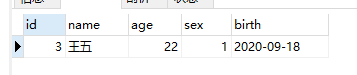 id name age sex birth
3 王五 22 1 2020-09-18